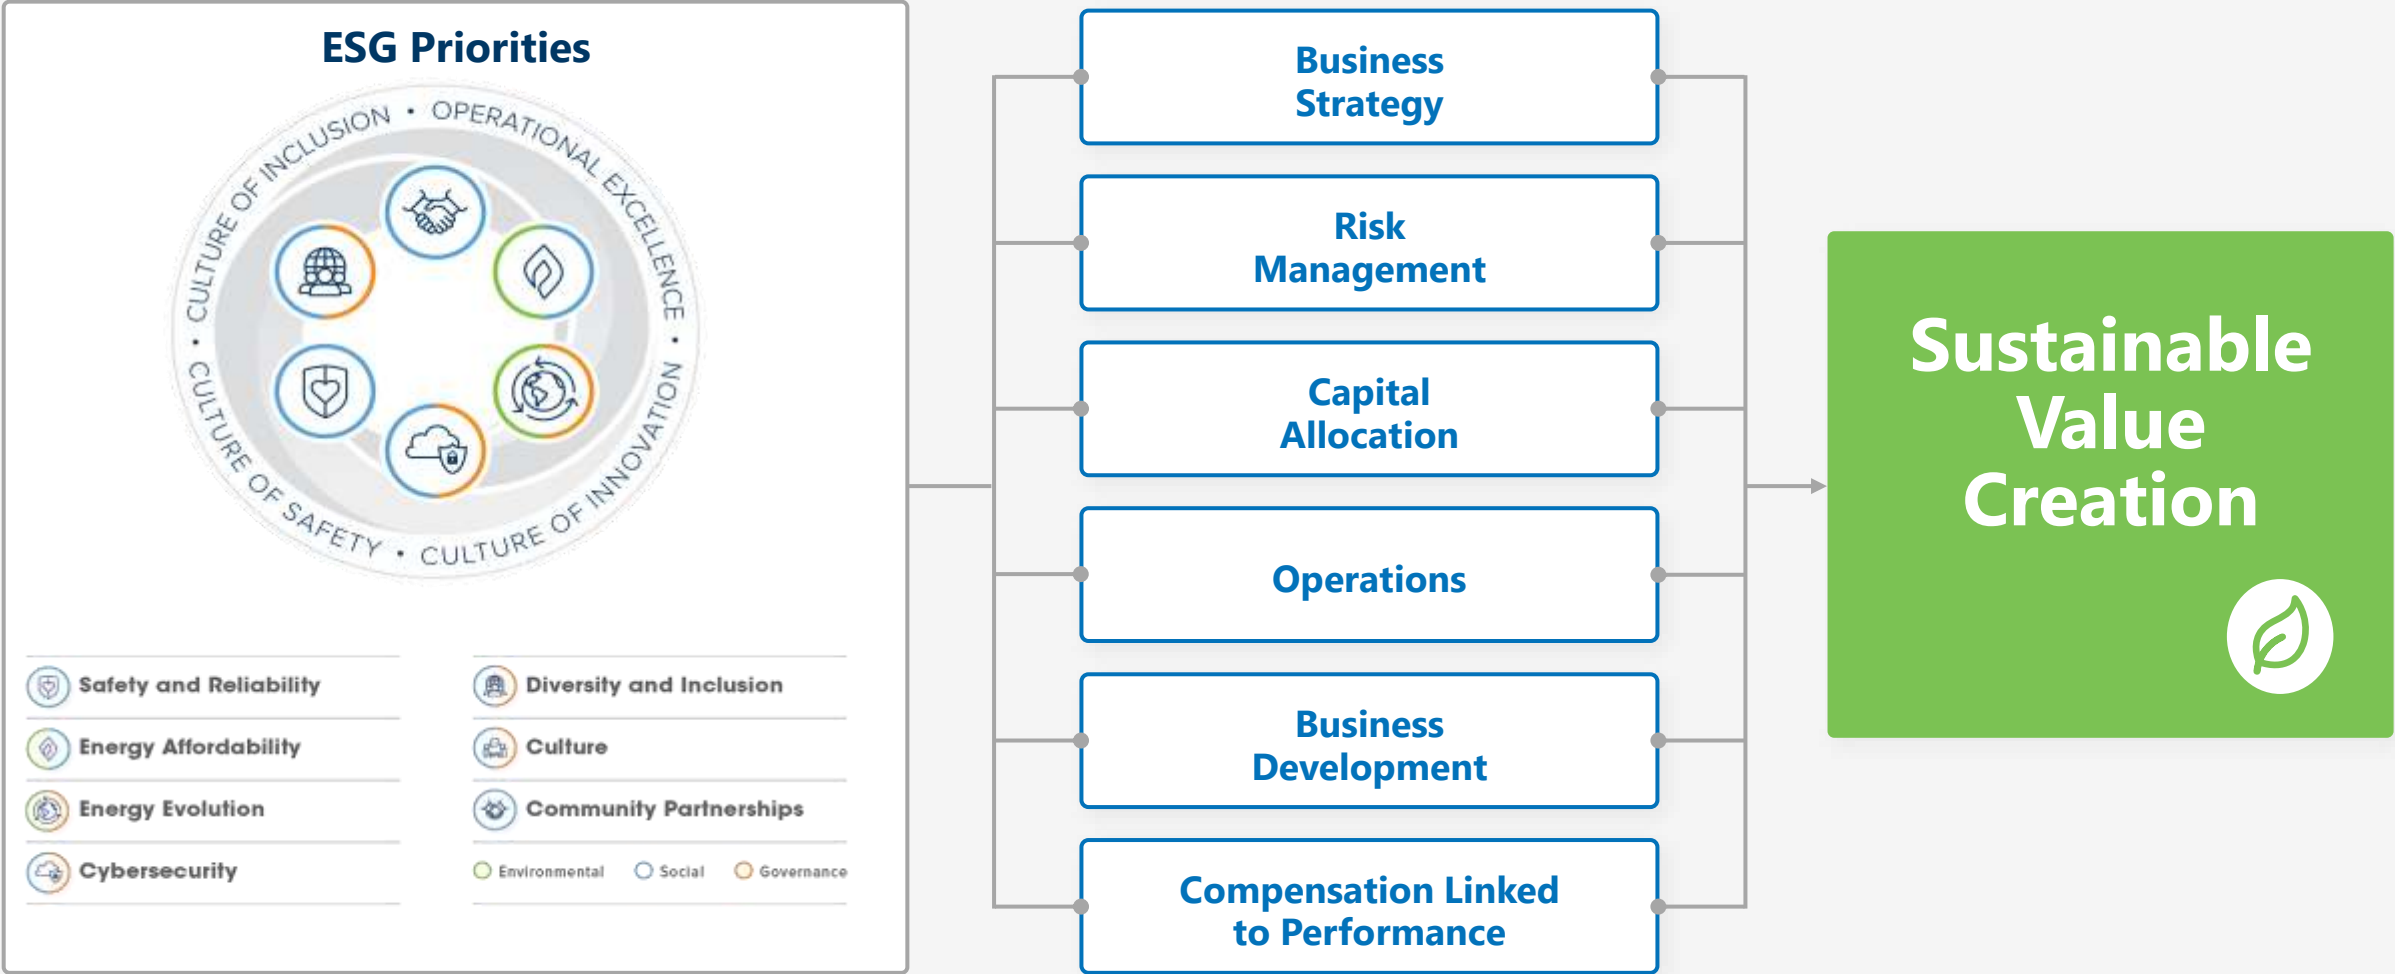 ESG Priorities
CULTURE OF INCLUSION • OPERATIONAL EXCELLENCE •
CULTURE OF SAFETY • CULTURE OF INNOVATION •
Safety and Reliability
Energy Affordability
Energy Evolution
Cybersecurity
Diversity and Inclusion
Culture
Community Partnerships
Environmental
Social
Governance
Business
Strategy
Risk
Management
Capital
Allocation
Operations
Business
Development
Compensation Linked
to Performance
Sustainable
Value
Creation